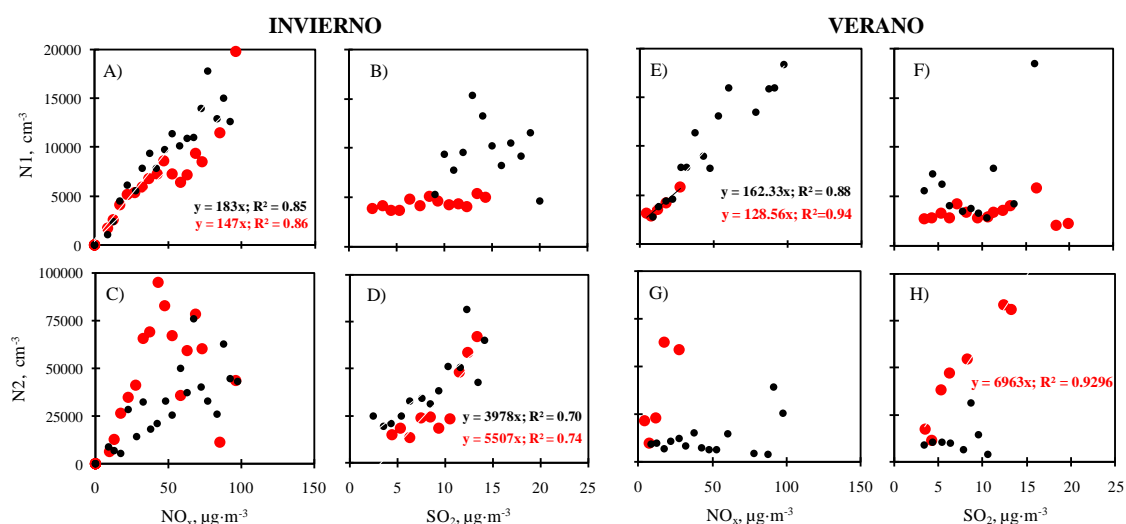 INVIERNO VERANO
20000 A) B) E) F)
15000
N1, cm-3
10000
5000 y = 183x; R² = 0.85 y = 162.33x; R² = 0.88
y = 147x; R² = 0.86 y = 128.56x; R²=0.94
0
100000 C) D) G) H)
75000
N2, cm-3
50000 y = 6963x; R² = 0.9296
25000 y = 3978x; R² = 0.70
y = 5507x; R² = 0.74
0
0 50 100 150 0 5 10 15 20 25 0 50 100 150 0 5 10 15 20 25
NOx, µg·m-3 SO2, µg·m-3 NOx, µg·m-3 SO2, µg·m-3